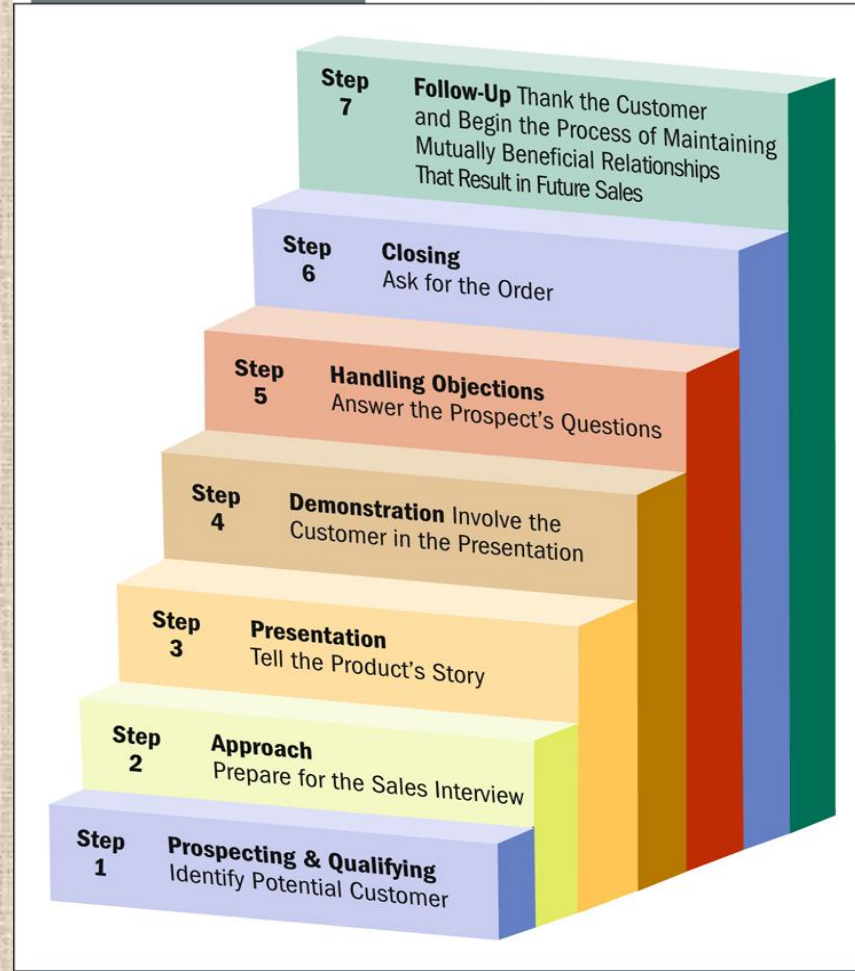 Step
7
Follow-Up Thank the Customer
and Begin the Process of Maintaining
Mutually Beneficial Relationships
That Result in Future Sales
Step
6
Closing
Ask for the Order
Step
5
Handling Objections
Answer the Prospect's Questions
Step
4
Demonstration Involve the
Customer in the Presentation
Step
3
Presentation
Tell the Product's Story
Step
2
Approach
Prepare for the Sales Interview
Step
1
Prospecting & Qualifying
Identify Potential Customer